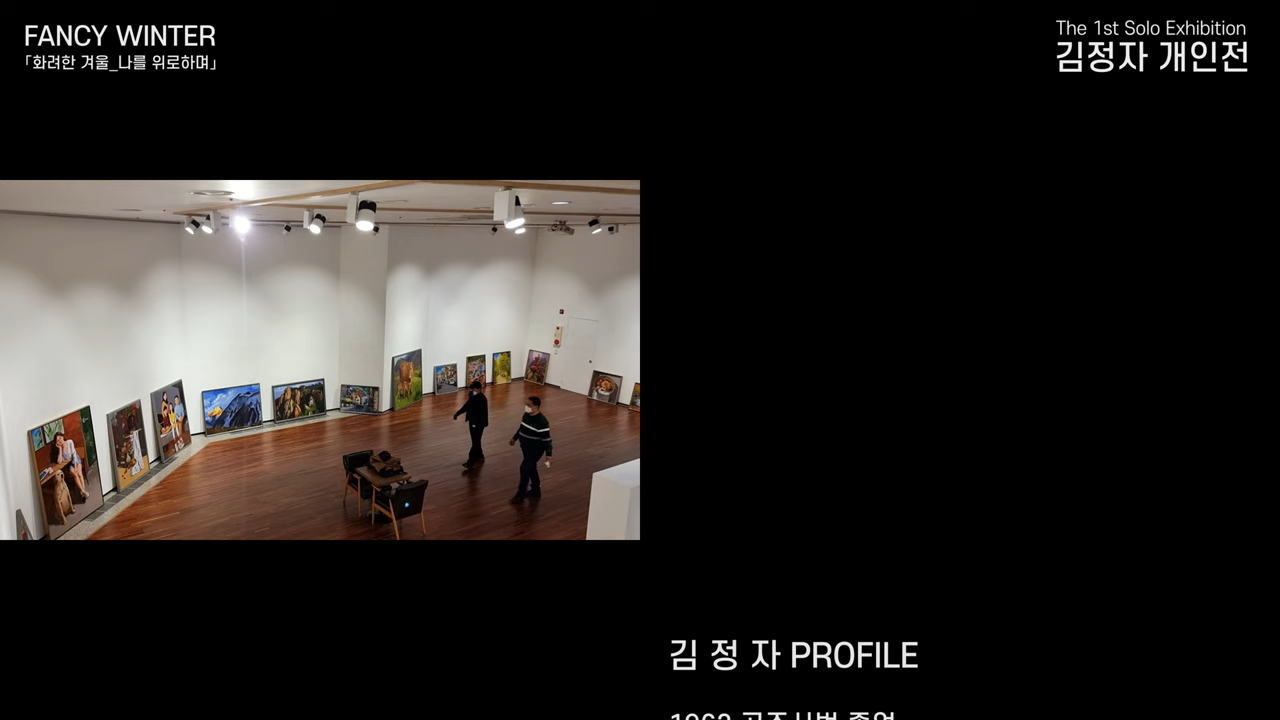 FANCY WINTER
「화려한 겨울_나를 위로하며」
The 1st Solo Exhibition
김정자 개인전
김 정 자 PROFILE